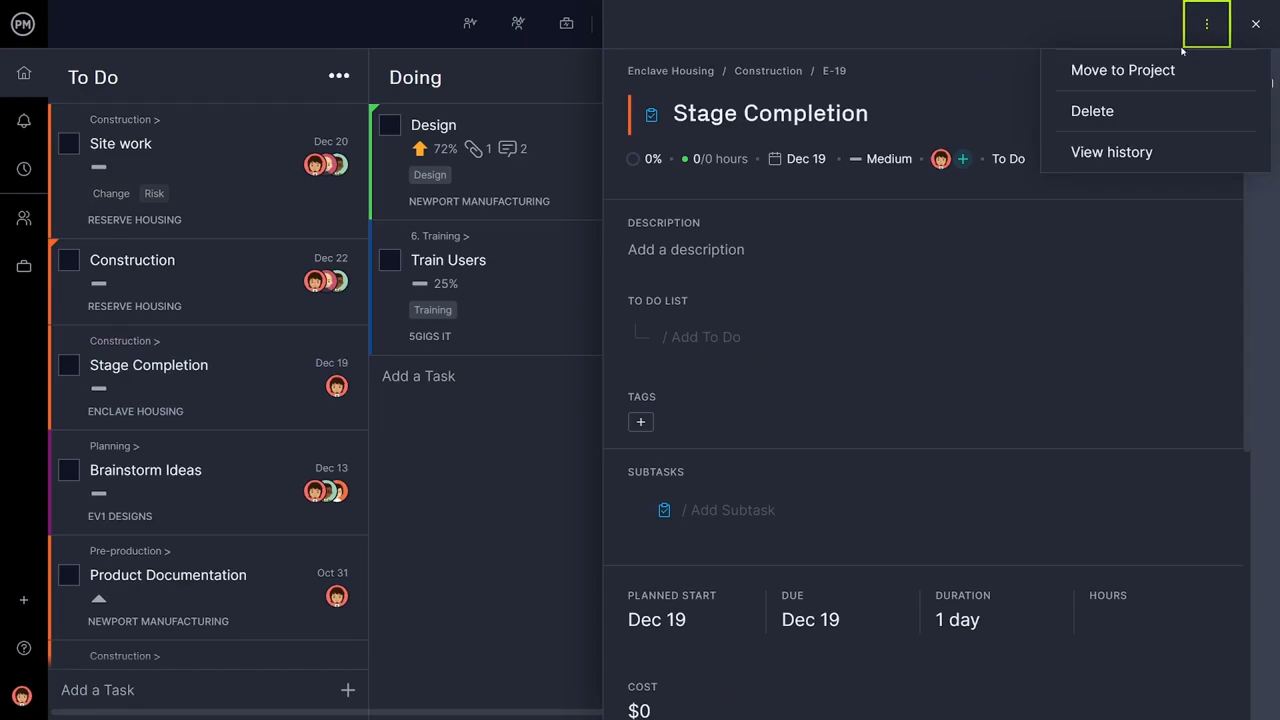 PM
To Do
Construction >
Site work
Dec 20
Change Risk
RESERVE HOUSING
Construction
Dec 22
RESERVE HOUSING
Construction >
Stage Completion
Dec 19
ENCLAVE HOUSING
Planning >
Brainstorm Ideas
Dec 13
EV1 DESIGNS
Pre-production >
Product Documentation
Oct 31
NEWPORT MANUFACTURING
Construction >
Add a Task
Doing
Design
72% 1 2
Design
NEWPORT MANUFACTURING
6. Training >
Train Users
25%
Training
5GIGS IT
Add a Task
Enclave Housing / Construction / E-19
Stage Completion
0% 0/0 hours Dec 19 Medium To Do
Move to Project
Delete
View history
DESCRIPTION
Add a description
TO DO LIST
/ Add To Do
TAGS
SUBTASKS
/ Add Subtask
PLANNED START DUE DURATION HOURS
Dec 19 Dec 19 1 day
COST
$0